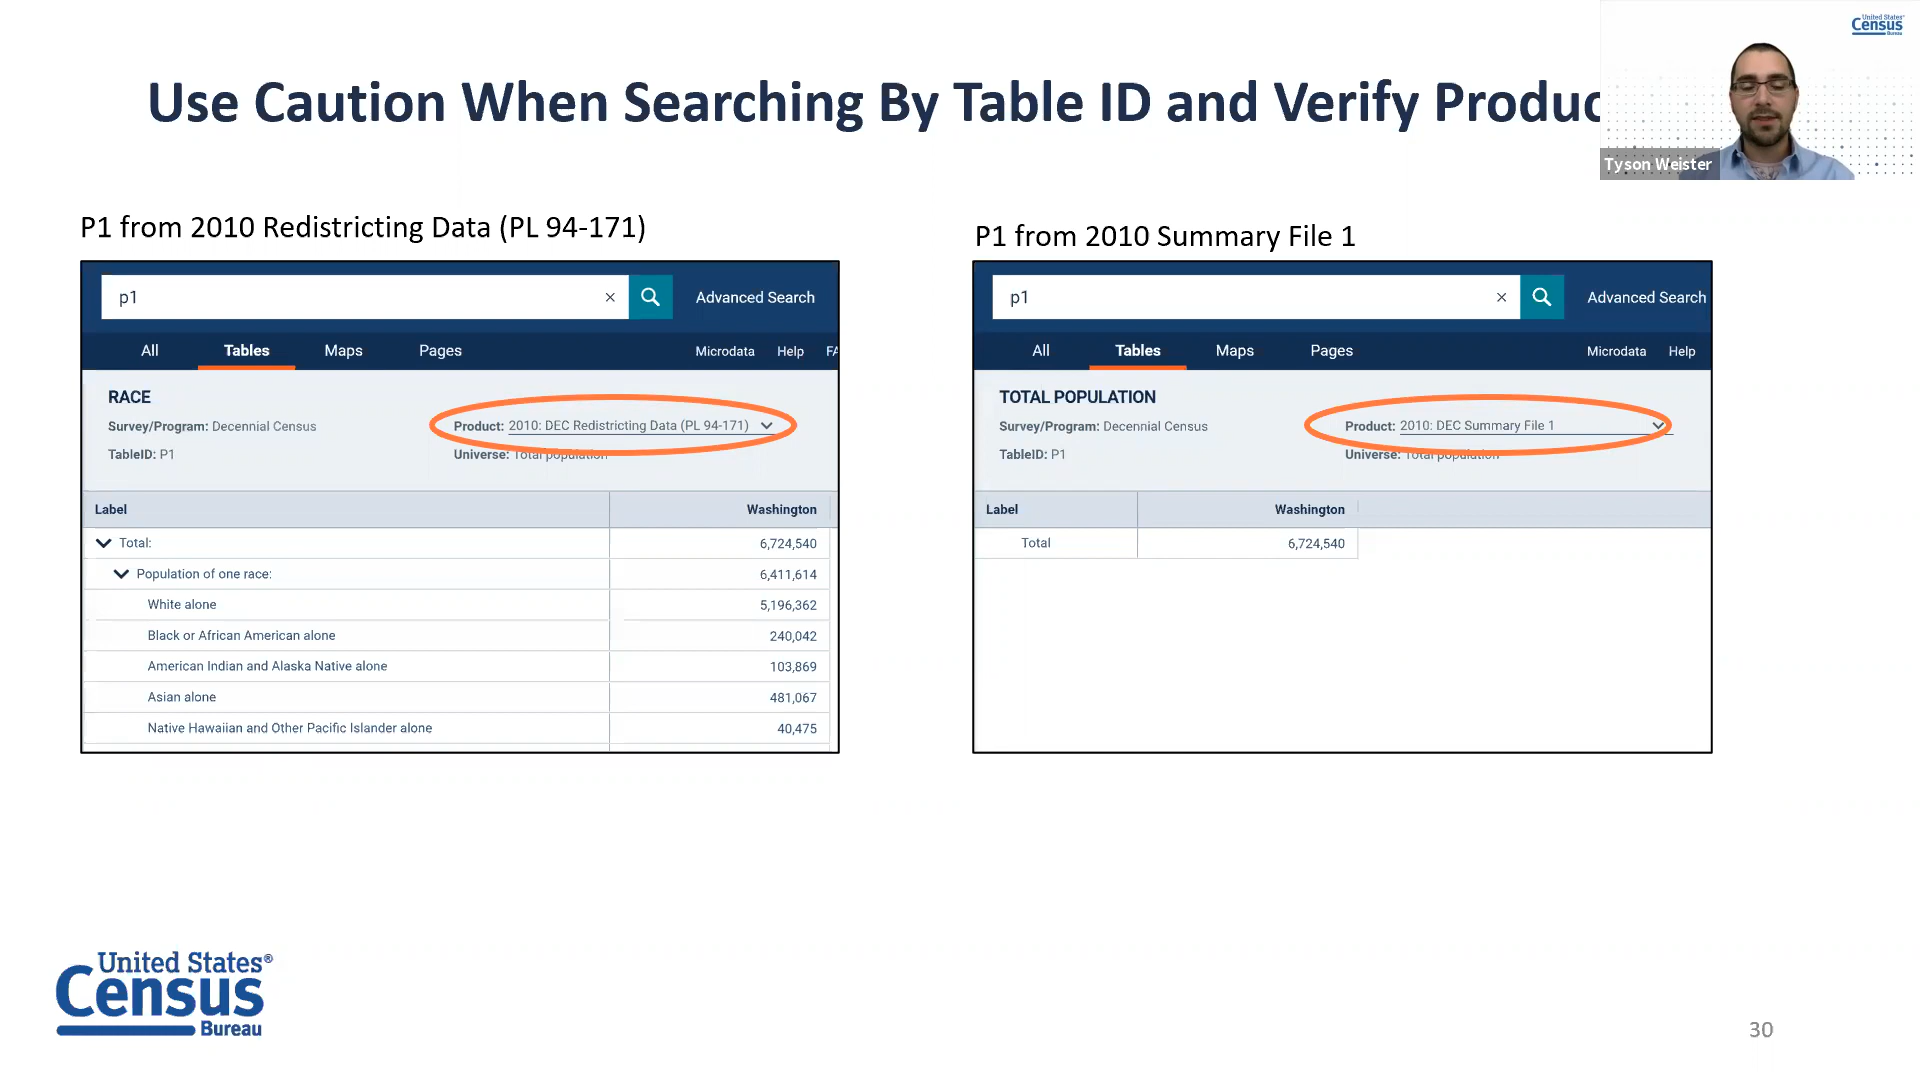 United States®
Census
Bureau
Use Caution When Searching By Table ID and Verify Produc
Tyson Weister
P1 from 2010 Redistricting Data (PL 94-171)
p1 × Advanced Search
All Tables Maps Pages Microdata Help FA
RACE
Survey/Program: Decennial Census Product: 2010: DEC Redistricting Data (PL 94-171)
TableID: P1 Universe: Total population
Label Washington
Total: 6,724,540
Population of one race: 6,411,614
White alone 5,196,362
Black or African American alone 240,042
American Indian and Alaska Native alone 103,869
Asian alone 481,067
Native Hawaiian and Other Pacific Islander alone 40,475
P1 from 2010 Summary File 1
p1 × Advanced Search
All Tables Maps Pages Microdata Help
TOTAL POPULATION
Survey/Program: Decennial Census Product: 2010: DEC Summary File 1
TableID: P1 Universe: Total population
Label Washington
Total 6,724,540
United States®
Census
Bureau
30